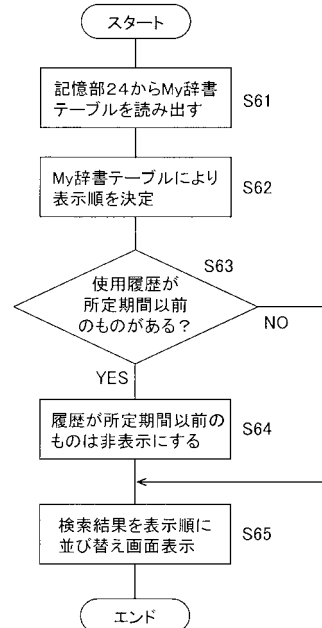 スタート
記憶部24からMy辞書
テーブルを読み出す
S61
My辞書テーブルにより
表示順を決定
S62
S63
使用履歴が
所定期間以前
のものがある?
NO
YES
履歴が所定期間以前の
ものは非表示にする
S64
検索結果を表示順に
並び替え画面表示
S65
エンド